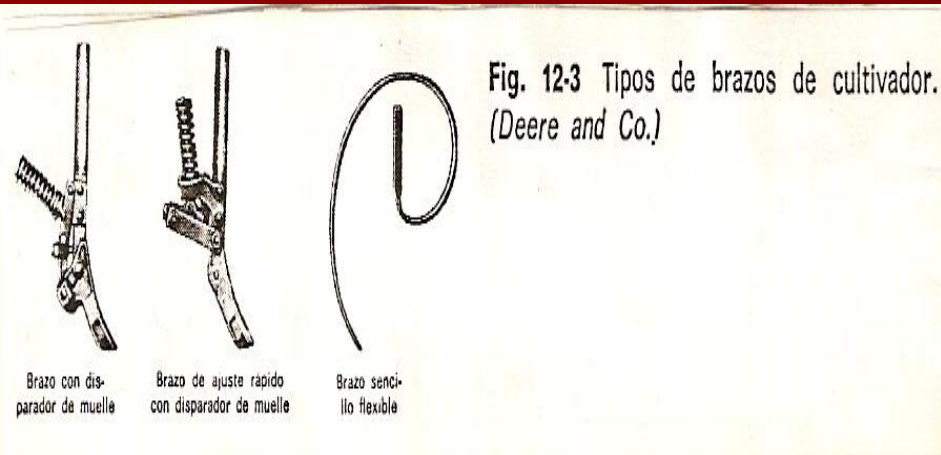 Fig. 12-3 Tipos de brazos de cultivador.
(Deere and Co.)
Brazo con dis-
parador de muelle
Brazo de ajuste rápido
con disparador de muelle
Brazo senci-
llo flexible